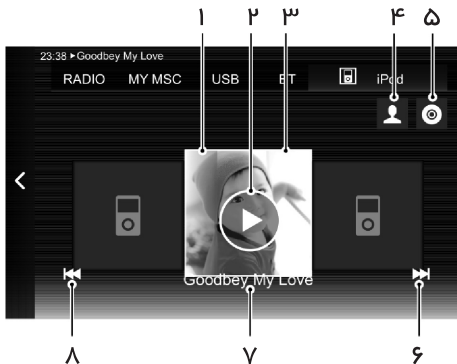 ۱ ۲ ۳ ۴ ۵
23:38 ▶ Goodbey My Love
RADIO MY MSC USB BT iPod
Goodbey My Love
۸ ۷ ۶